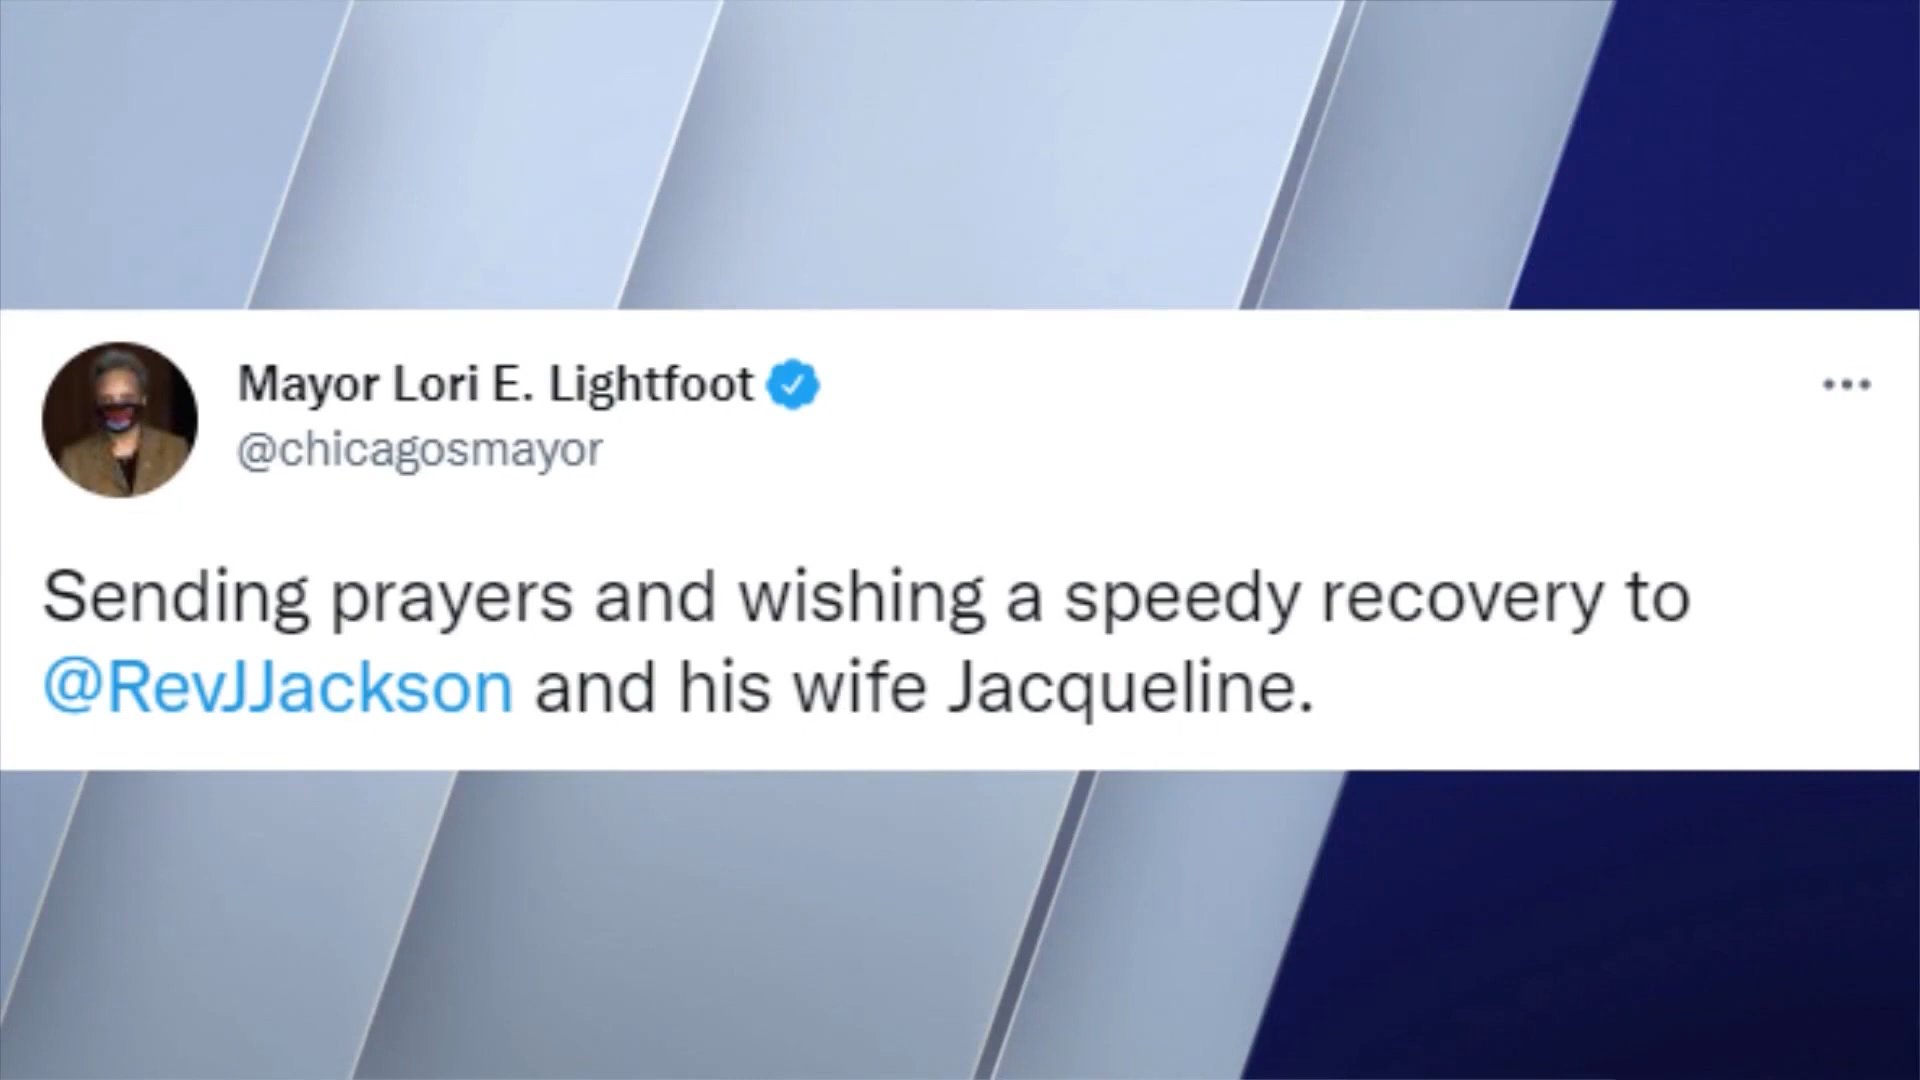 Mayor Lori E. Lightfoot
@chicagosmayor
Sending prayers and wishing a speedy recovery to
@RevJJackson and his wife Jacqueline.